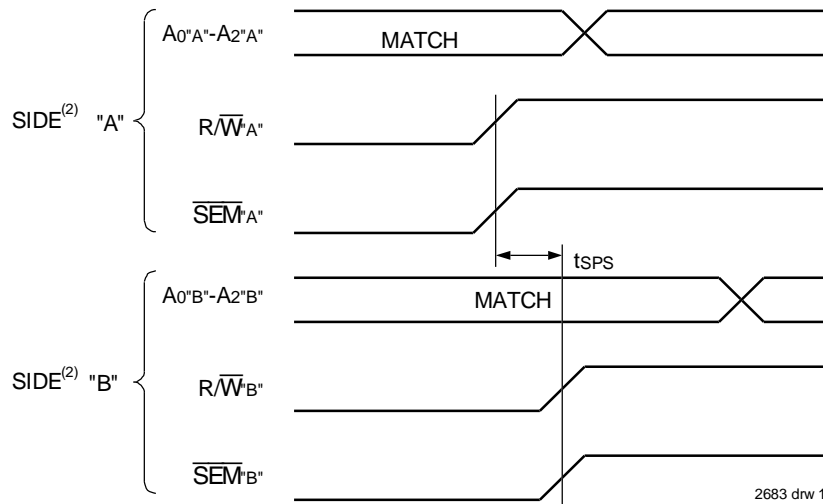 A0"A"-A2"A"
MATCH
SIDE(2) "A"
R/W"A"
SEM"A"
tSPS
A0"B"-A2"B"
MATCH
SIDE(2) "B"
R/W"B"
SEM"B"
2683 drw 1